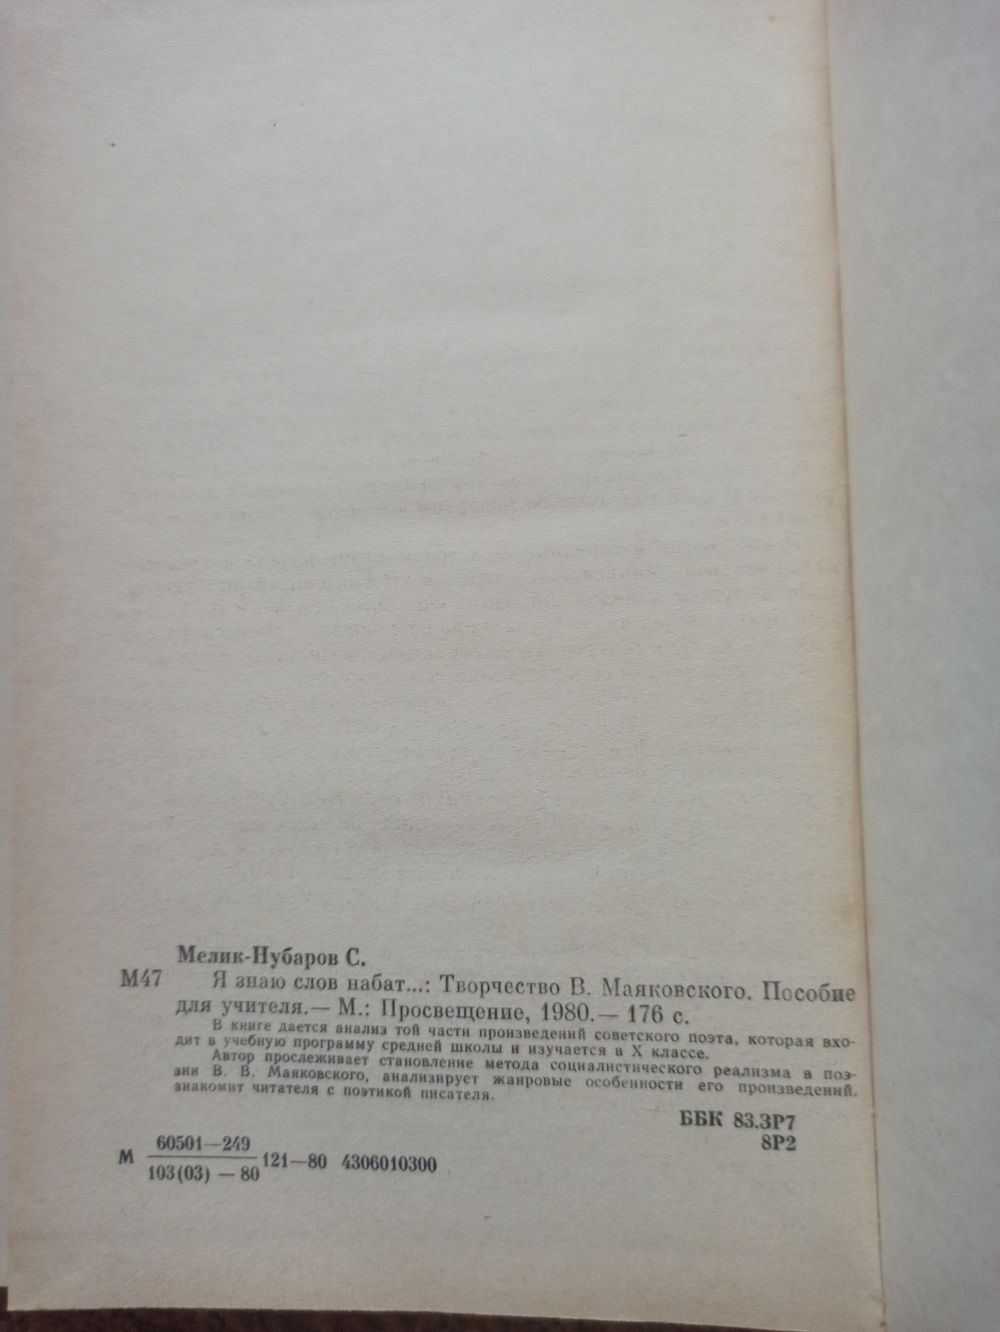 Мелик-Нубаров С.
М47 Я знаю слов набат...: Творчество В. Маяковского. Пособие
для учителя.— М.: Просвещение, 1980.— 176 с.
В книге дается анализ той части произведений советского поэта, которая вхо-
дит в учебную программу средней школы и изучается в X классе.
Автор прослеживает становление метода социалистического реализма в поэ-
зии В. В. Маяковского, анализирует жанровые особенности его произведений,
знакомит читателя с поэтикой писателя.
ББК 83.3Р7
8Р2
М 60501—249
103(03) — 80 121—80 4306010300